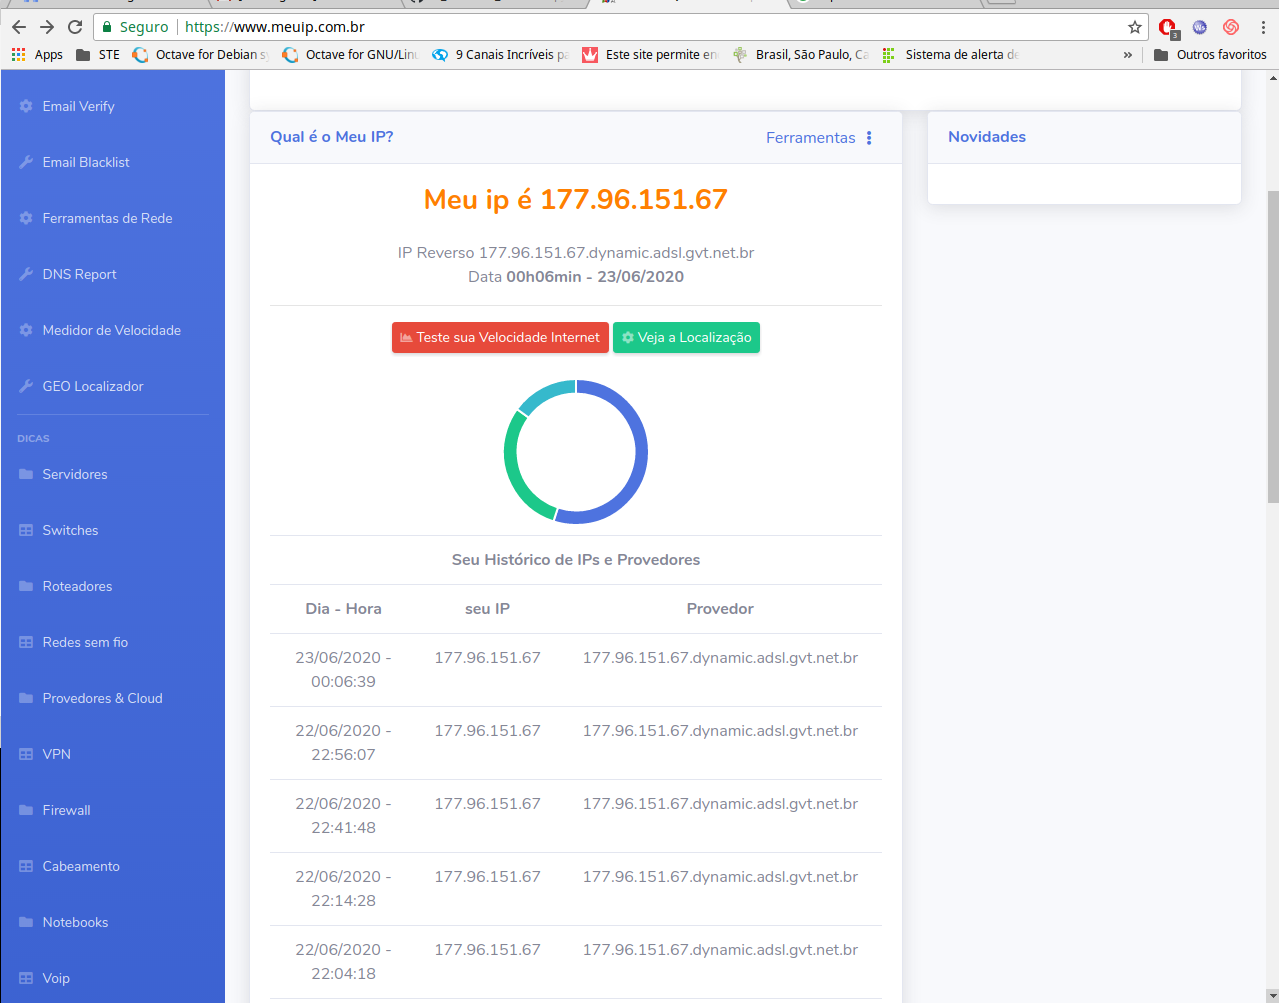 Seguro https://www.meuip.com.br
3
Apps STE Octave for Debian sy Octave for GNU/Linu 9 Canais Incríveis pa Este site permite en Brasil, São Paulo, Ca Sistema de alerta de » Outros favoritos
Email Verify
Email Blacklist
Ferramentas de Rede
DNS Report
Medidor de Velocidade
GEO Localizador
DICAS
Servidores
Switches
Roteadores
Redes sem fio
Provedores & Cloud
VPN
Firewall
Cabeamento
Notebooks
Voip
Qual é o Meu IP? Ferramentas
Meu ip é 177.96.151.67
IP Reverso 177.96.151.67.dynamic.adsl.gvt.net.br
Data 00h06min - 23/06/2020
Teste sua Velocidade Internet Veja a Localização
Seu Histórico de IPs e Provedores
Dia - Hora seu IP Provedor
23/06/2020 - 177.96.151.67 177.96.151.67.dynamic.adsl.gvt.net.br
00:06:39
22/06/2020 - 177.96.151.67 177.96.151.67.dynamic.adsl.gvt.net.br
22:56:07
22/06/2020 - 177.96.151.67 177.96.151.67.dynamic.adsl.gvt.net.br
22:41:48
22/06/2020 - 177.96.151.67 177.96.151.67.dynamic.adsl.gvt.net.br
22:14:28
22/06/2020 - 177.96.151.67 177.96.151.67.dynamic.adsl.gvt.net.br
22:04:18
Novidades